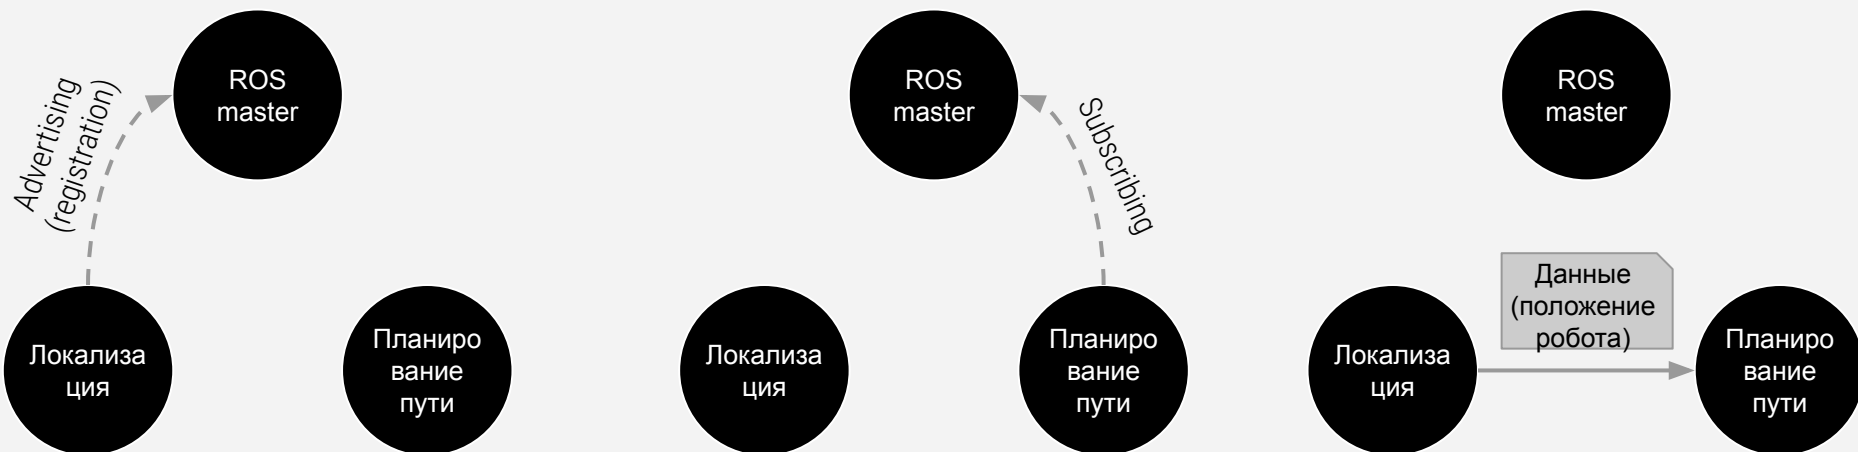 Advertising
(registration)
ROS
master
Локализа
ция
Планиро
вание
пути
ROS
master
Subscribing
Локализа
ция
Планиро
вание
пути
ROS
master
Данные
(положение
робота)
Локализа
ция
Планиро
вание
пути